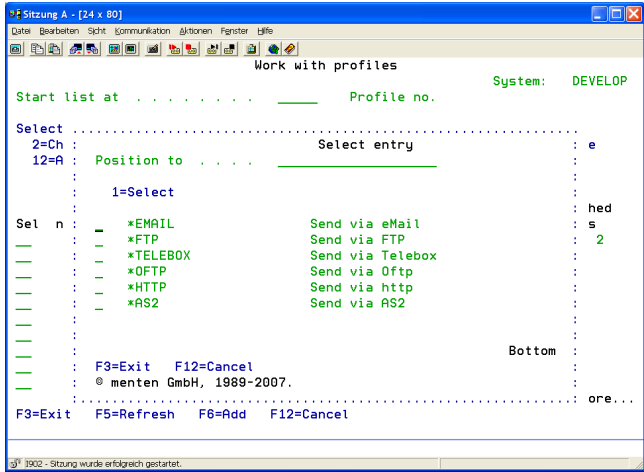 Sitzung A - [24 x 80]
Datei Bearbeiten Sicht Kommunikation Aktionen Fenster Hilfe
Work with profiles
System: DEVELOP
Start list at . . . . . . . . _____ Profile no.
Select ..............................................................
2=Ch : Select entry : e
12=A : Position to . . . . :
: :
: 1=Select :
: : hed
Sel n : _ *EMAIL Send via eMail : s
: _ *FTP Send via FTP : 2
: _ *TELEBOX Send via Telebox :
: _ *OFTP Send via Oftp :
: _ *HTTP Send via http :
: _ *AS2 Send via AS2 :
: :
: :
: Bottom :
: F3=Exit F12=Cancel :
: © menten GmbH, 1989-2007. :
:..............................................................: ore...
F3=Exit F5=Refresh F6=Add F12=Cancel
I902 - Sitzung wurde erfolgreich gestartet.